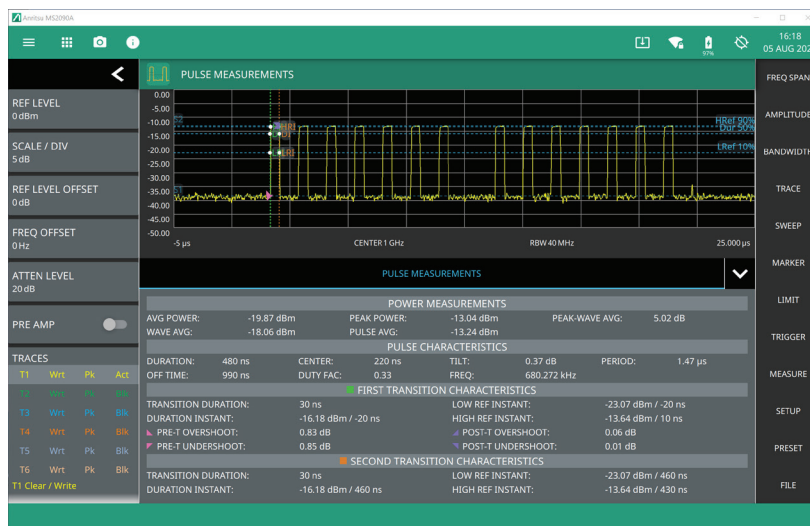 Anritsu MS2090A
97%
16:18
05 AUG 202
PULSE MEASUREMENTS
FREQ SPAN
REF LEVEL
0 dBm
0.00
-5.00
-10.00
-15.00
-20.00
-25.00
-30.00
-35.00
-40.00
-45.00
-50.00
HRef 90%
Dur 50%
LRef 10%
-5 µs
CENTER 1 GHz
RBW 40 MHz
25.000 µs
AMPLITUDE
SCALE / DIV
5 dB
BANDWIDTH
REF LEVEL OFFSET
0 dB
TRACE
FREQ OFFSET
0 Hz
SWEEP
ATTEN LEVEL
20 dB
PULSE MEASUREMENTS
MARKER
LIMIT
PRE AMP
TRIGGER
POWER MEASUREMENTS
AVG POWER: -19.87 dBm PEAK POWER: -13.04 dBm PEAK-WAVE AVG: 5.02 dB
WAVE AVG: -18.06 dBm PULSE AVG: -13.24 dBm
PULSE CHARACTERISTICS
DURATION: 480 ns CENTER: 220 ns TILT: 0.37 dB PERIOD: 1.47 µs
OFF TIME: 990 ns DUTY FAC: 0.33 FREQ: 680.272 kHz
FIRST TRANSITION CHARACTERISTICS
TRANSITION DURATION: 30 ns LOW REF INSTANT: -23.07 dBm / -20 ns
DURATION INSTANT: -16.18 dBm / -20 ns HIGH REF INSTANT: -13.64 dBm / 10 ns
PRE-T OVERSHOOT: 0.83 dB POST-T OVERSHOOT: 0.06 dB
PRE-T UNDERSHOOT: 0.85 dB POST-T UNDERSHOOT: 0.01 dB
SECOND TRANSITION CHARACTERISTICS
TRANSITION DURATION: 30 ns LOW REF INSTANT: -23.07 dBm / 460 ns
DURATION INSTANT: -16.18 dBm / 460 ns HIGH REF INSTANT: -13.64 dBm / 430 ns
TRACES
T1 Wrt Pk Act
T2 Wrt Pk Blk
T3 Wrt Pk Blk
T4 Wrt Pk Blk
T5 Wrt Pk Blk
T6 Wrt Pk Blk
T1 Clear / Write
MEASURE
SETUP
PRESET
FILE